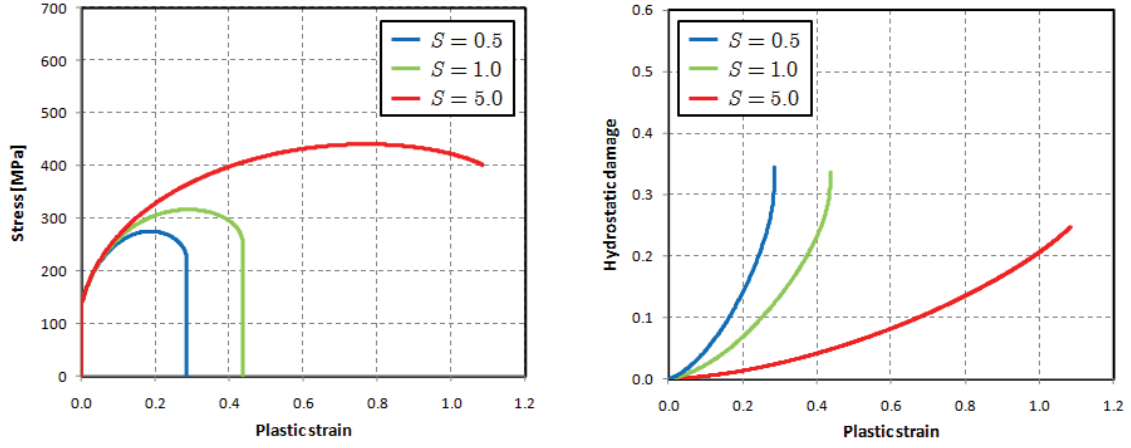 700
600
500
400
300
200
100
0
Stress [MPa]
S = 0.5
S = 1.0
S = 5.0
0.0 0.2 0.4 0.6 0.8 1.0 1.2
Plastic strain
0.6
0.5
0.4
0.3
0.2
0.1
0.0
Hydrostatic damage
S = 0.5
S = 1.0
S = 5.0
0.0 0.2 0.4 0.6 0.8 1.0 1.2
Plastic strain